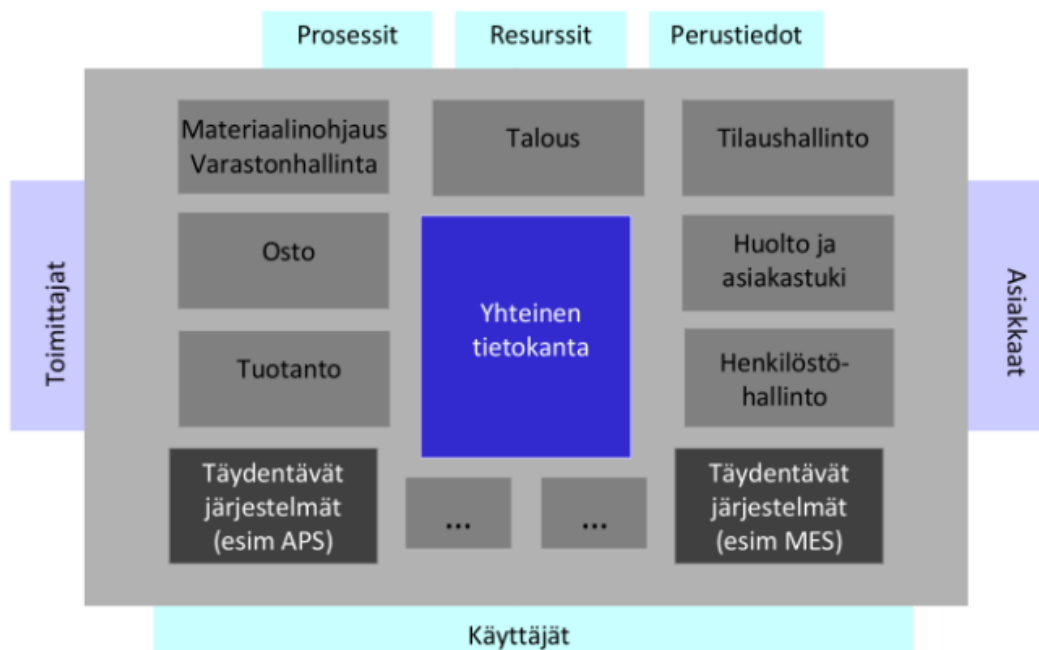 Prosessit
Resurssit
Perustiedot
Materiaalinohjaus
Varastonhallinta
Talous
Tilaushallinto
Toimittajat
Osto
Yhteinen
tietokanta
Huolto ja
asiakastuki
Asiakkaat
Tuotanto
Henkilöstö-
hallinto
Täydentävät
järjestelmät
(esim APS)
...
...
Täydentävät
järjestelmät
(esim MES)
Käyttäjät